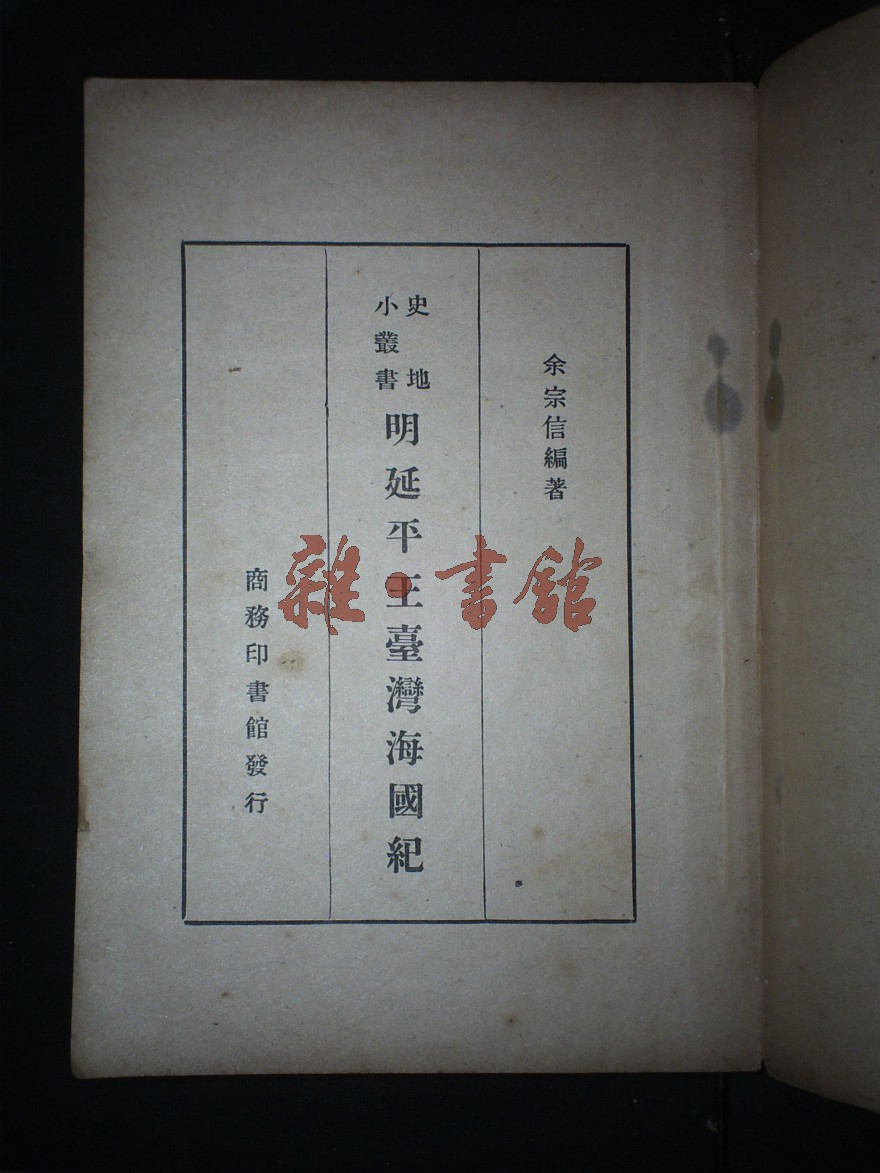 余宗信編著
史地
小叢書
明延平王臺灣海國紀
商務印書館發行
雜·書館